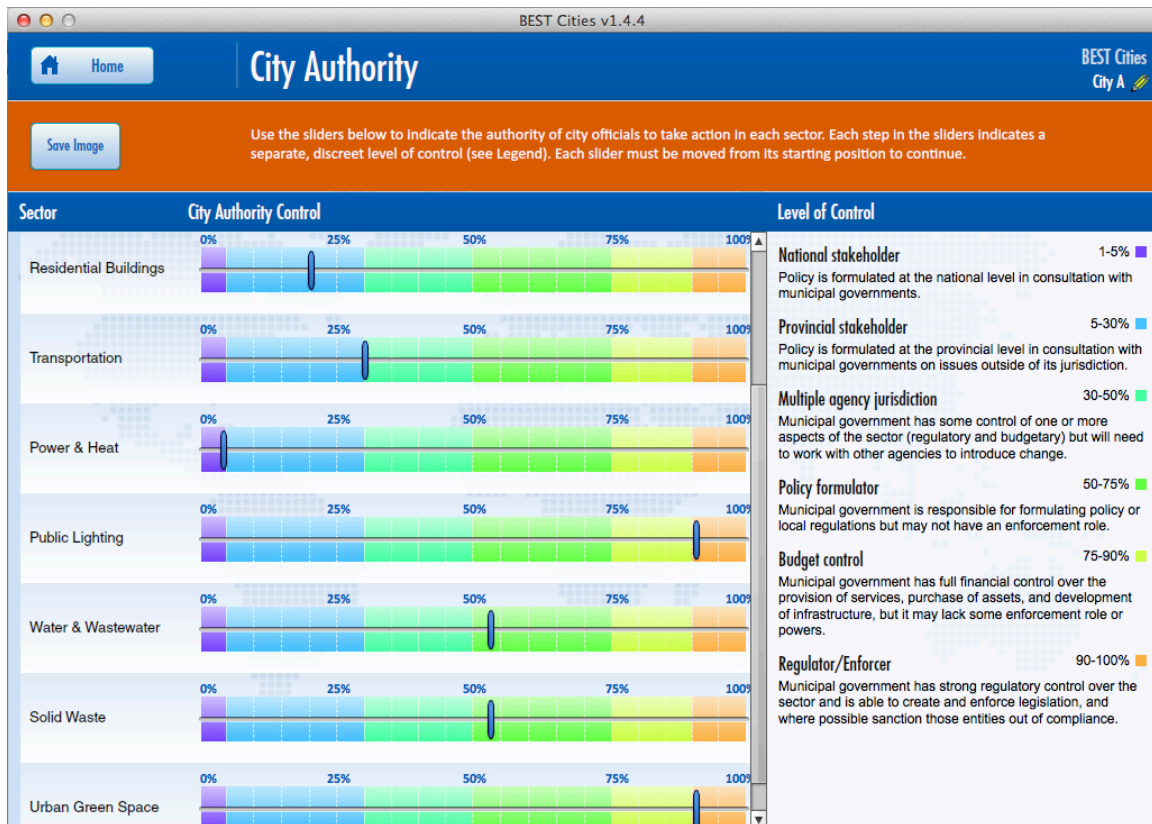 BEST Cities v1.4.4
Home
City Authority
BEST Cities
City A
Save Image
Use the sliders below to indicate the authority of city officials to take action in each sector. Each step in the sliders indicates a
separate, discreet level of control (see Legend). Each slider must be moved from its starting position to continue.
Sector
City Authority Control
Level of Control
0% 25% 50% 75% 100%
Residential Buildings
0% 25% 50% 75% 100%
Transportation
0% 25% 50% 75% 100%
Power & Heat
0% 25% 50% 75% 100%
Public Lighting
0% 25% 50% 75% 100%
Water & Wastewater
0% 25% 50% 75% 100%
Solid Waste
0% 25% 50% 75% 100%
Urban Green Space
National stakeholder 1-5%
Policy is formulated at the national level in consultation with
municipal governments.
Provincial stakeholder 5-30%
Policy is formulated at the provincial level in consultation with
municipal governments on issues outside of its jurisdiction.
Multiple agency jurisdiction 30-50%
Municipal government has some control of one or more
aspects of the sector (regulatory and budgetary) but will need
to work with other agencies to introduce change.
Policy formulator 50-75%
Municipal government is responsible for formulating policy or
local regulations but may not have an enforcement role.
Budget control 75-90%
Municipal government has full financial control over the
provision of services, purchase of assets, and development
of infrastructure, but it may lack some enforcement role or
powers.
Regulator/Enforcer 90-100%
Municipal government has strong regulatory control over the
sector and is able to create and enforce legislation, and
where possible sanction those entities out of compliance.